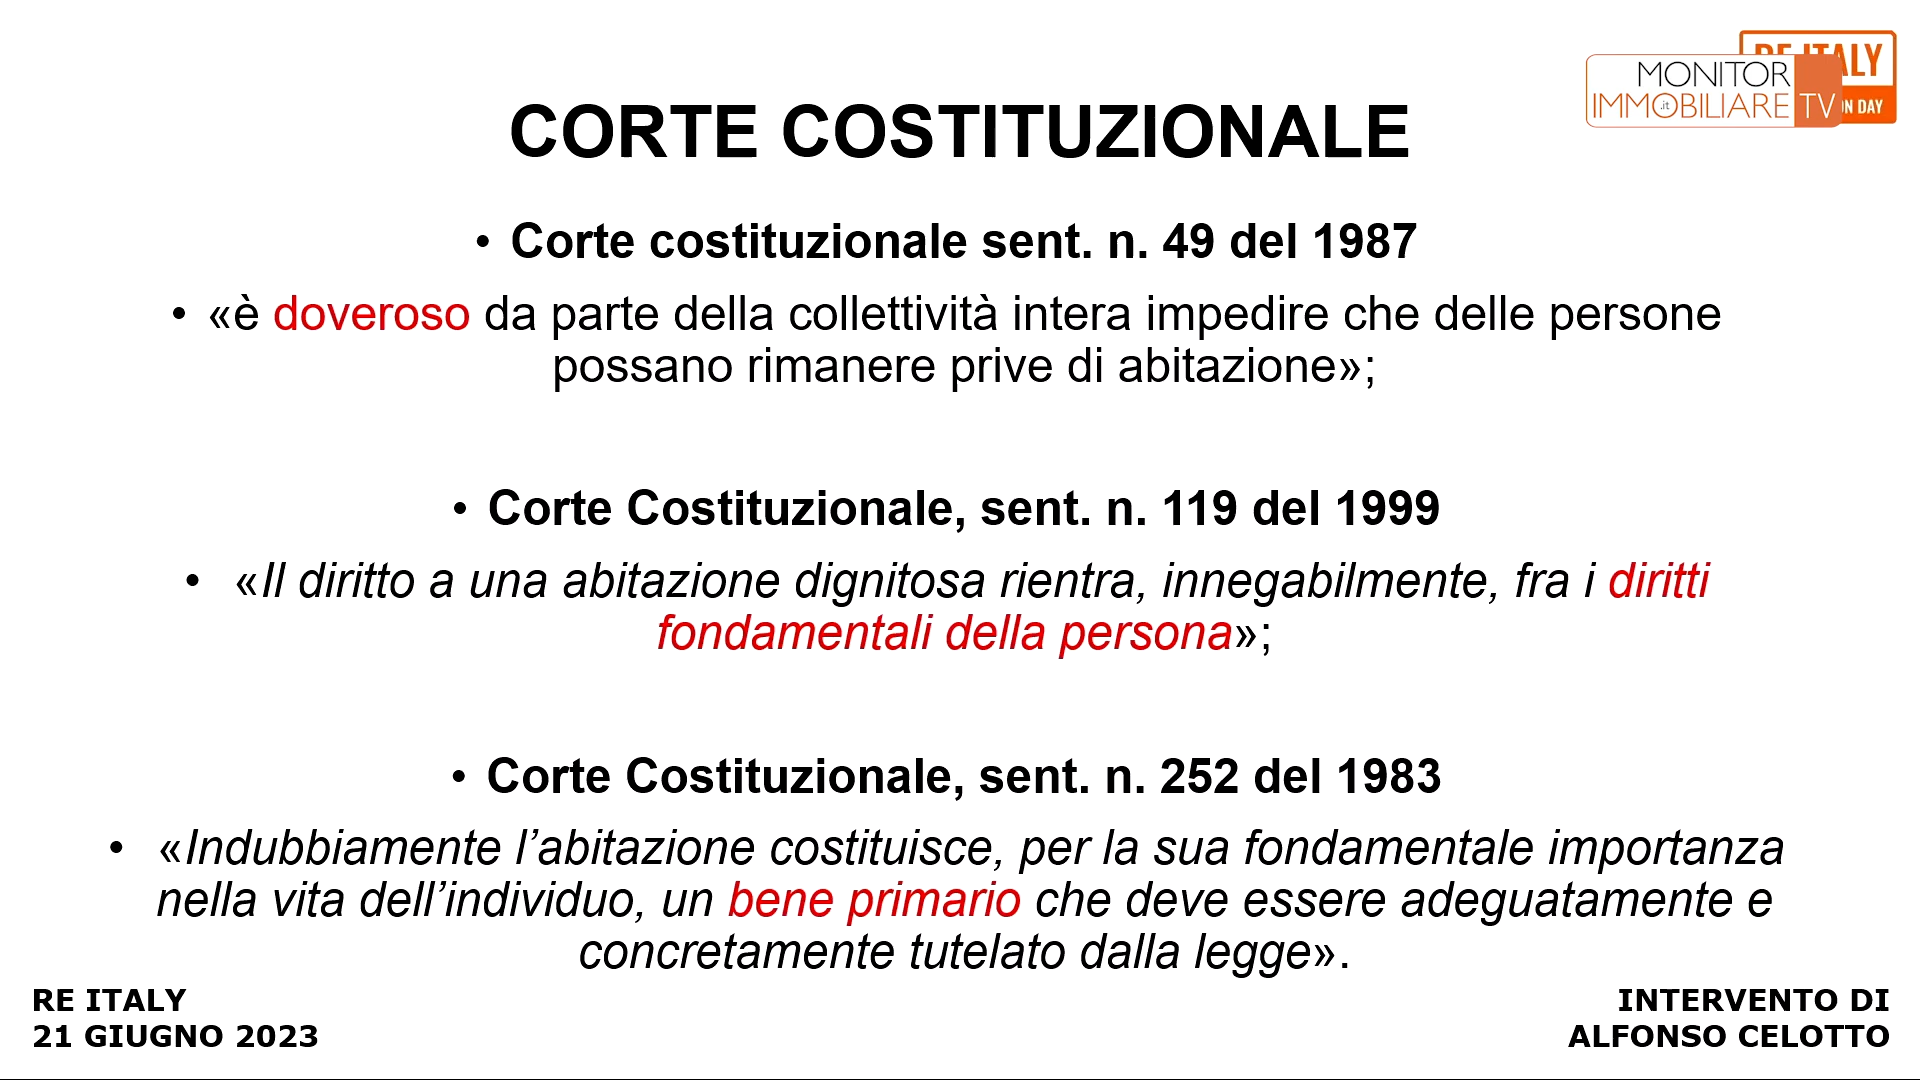 RE ITALY
MONITOR
IMMOBILIARE TV
.it
ON DAY
CORTE COSTITUZIONALE
• Corte costituzionale sent. n. 49 del 1987
• «è doveroso da parte della collettività intera impedire che delle persone
possano rimanere prive di abitazione»;
• Corte Costituzionale, sent. n. 119 del 1999
• «Il diritto a una abitazione dignitosa rientra, innegabilmente, fra i diritti
fondamentali della persona»;
• Corte Costituzionale, sent. n. 252 del 1983
• «Indubbiamente l’abitazione costituisce, per la sua fondamentale importanza
nella vita dell’individuo, un bene primario che deve essere adeguatamente e
concretamente tutelato dalla legge».
RE ITALY
21 GIUGNO 2023
INTERVENTO DI
ALFONSO CELOTTO